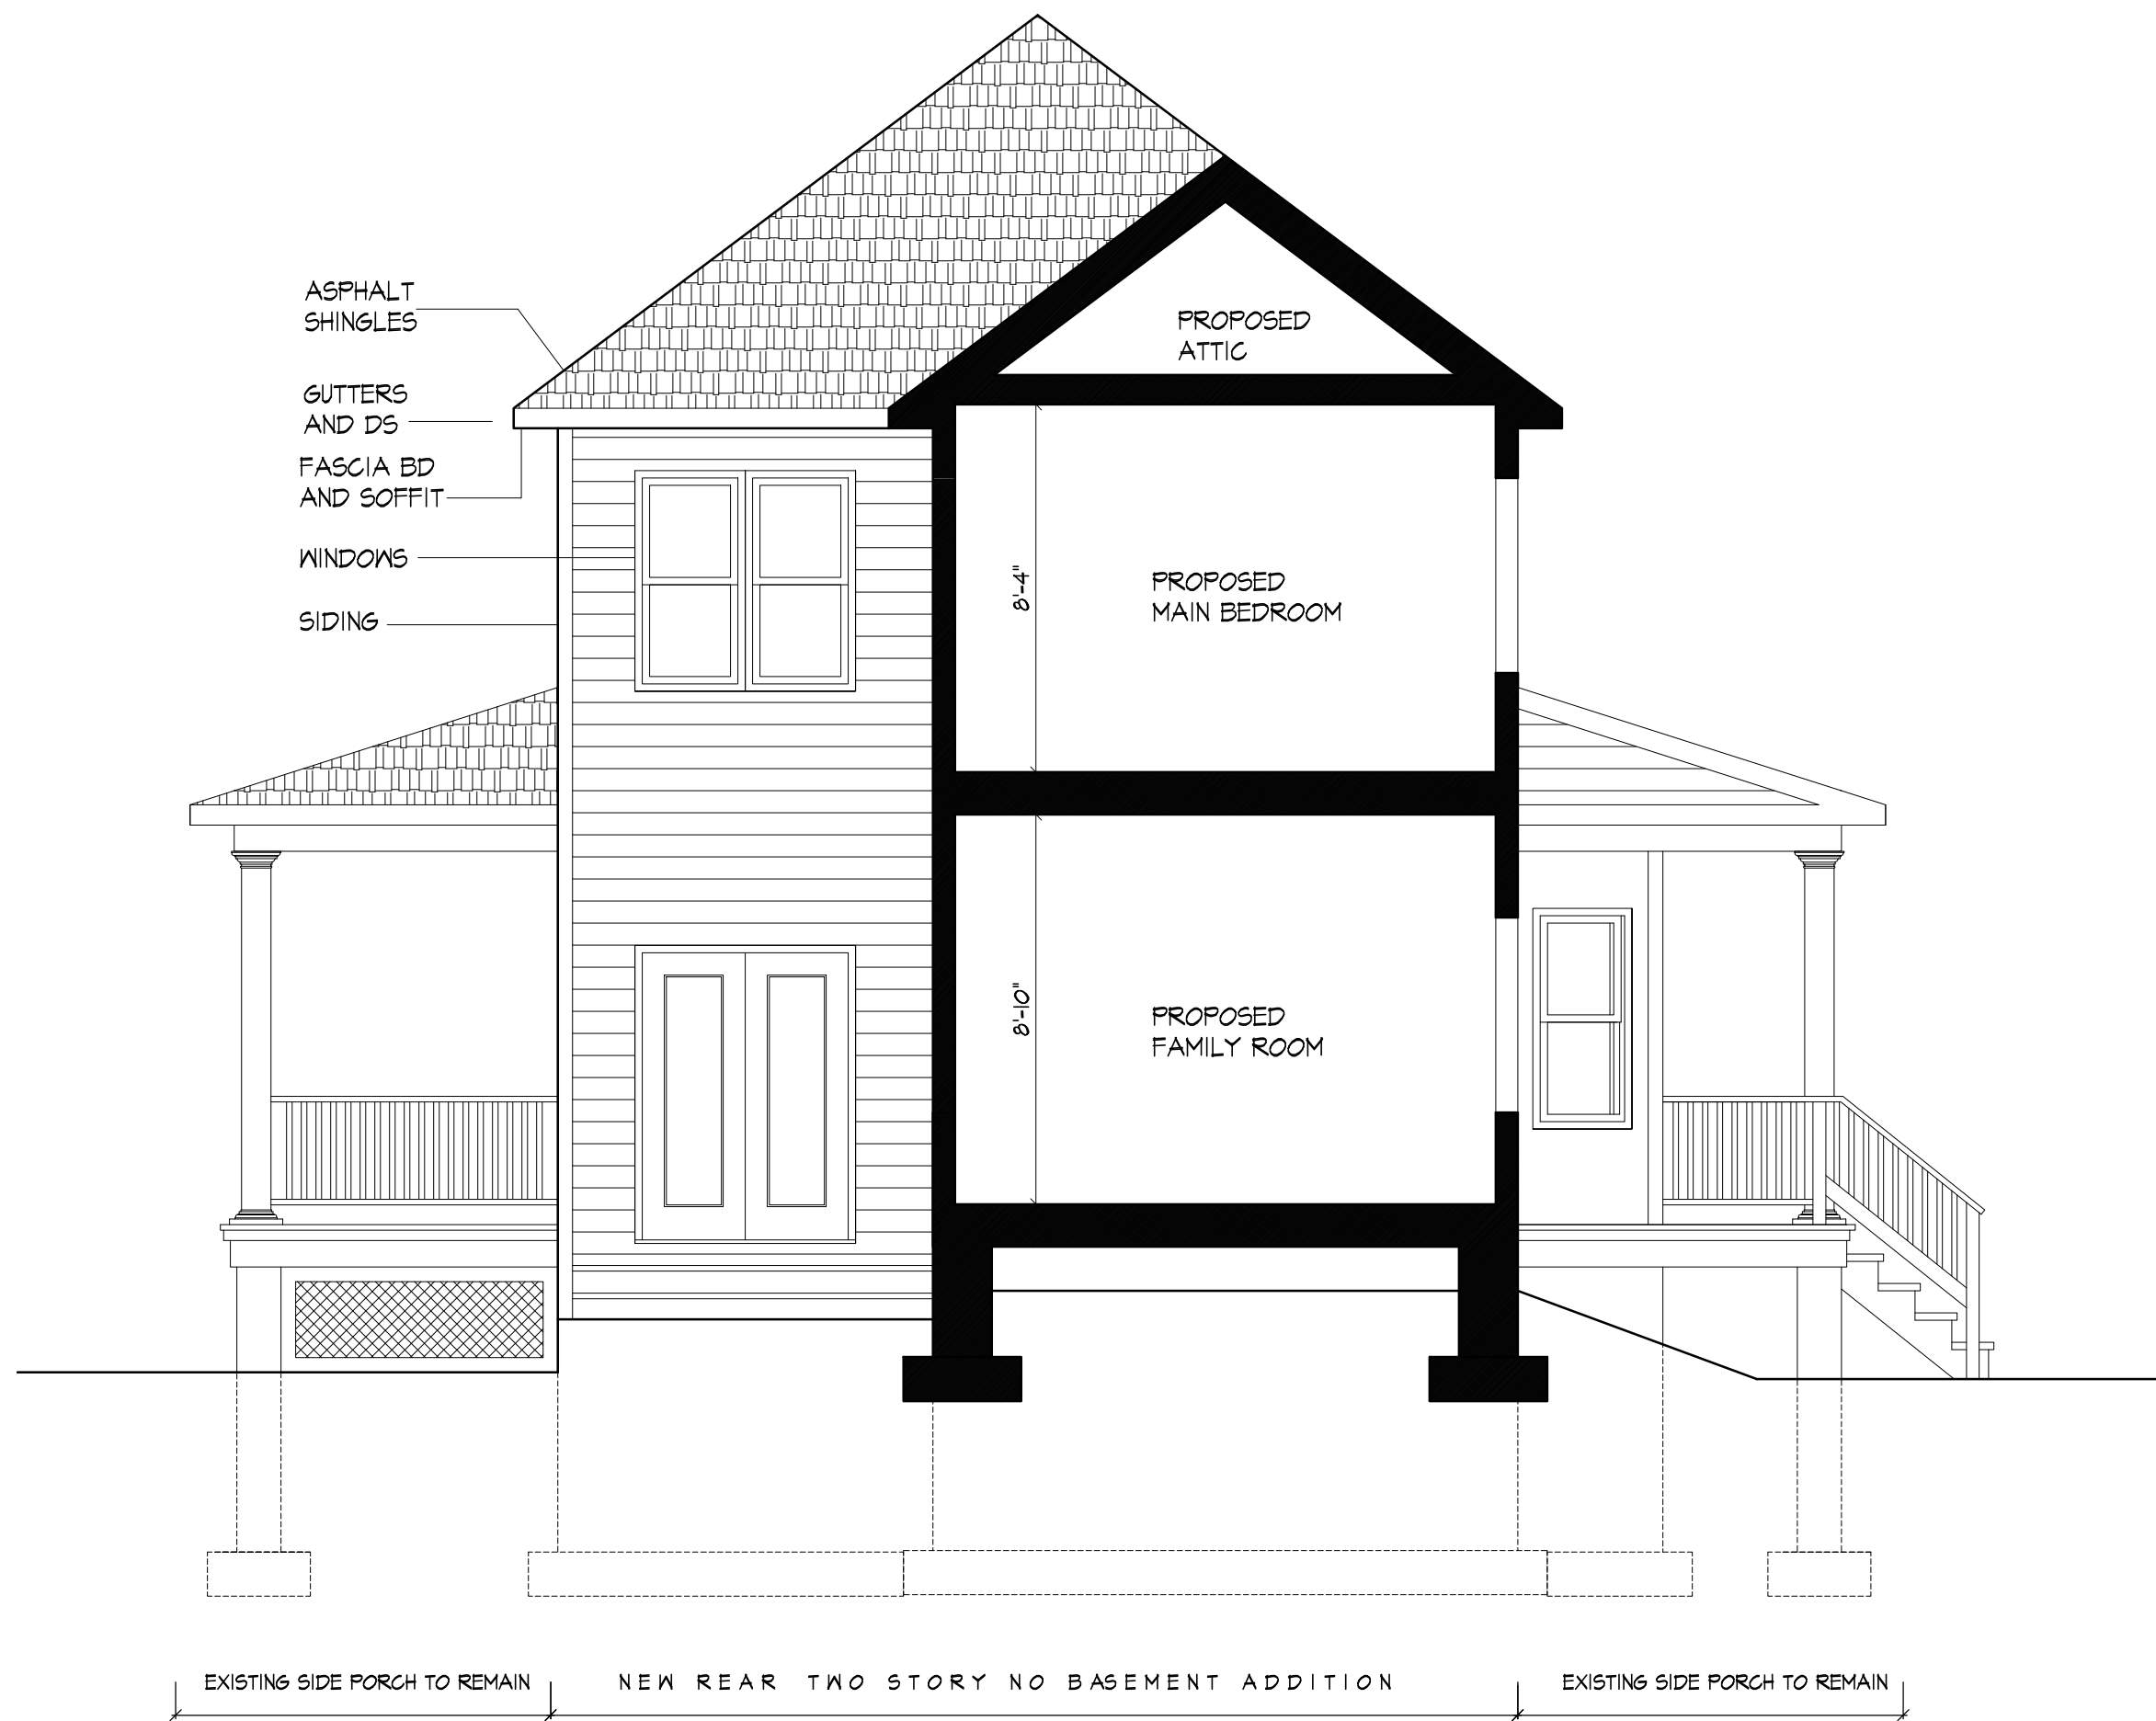 ASPHALT
SHINGLES
GUTTERS
AND DS
FASCIA BD
AND SOFFIT
WINDOWS
SIDING
PROPOSED
ATTIC
8'-4"
PROPOSED
MAIN BEDROOM
8'-10"
PROPOSED
FAMILY ROOM
EXISTING SIDE PORCH TO REMAIN
NEW REAR TWO STORY NO BASEMENT ADDITION
EXISTING SIDE PORCH TO REMAIN